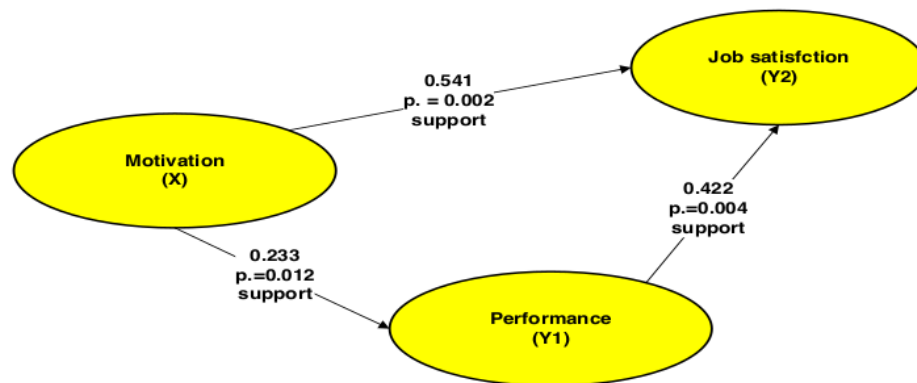 Job satisfction
(Y2)
0.541
p. = 0.002
support
Motivation
(X)
0.422
p.=0.004
support
0.233
p.=0.012
support
Performance
(Y1)